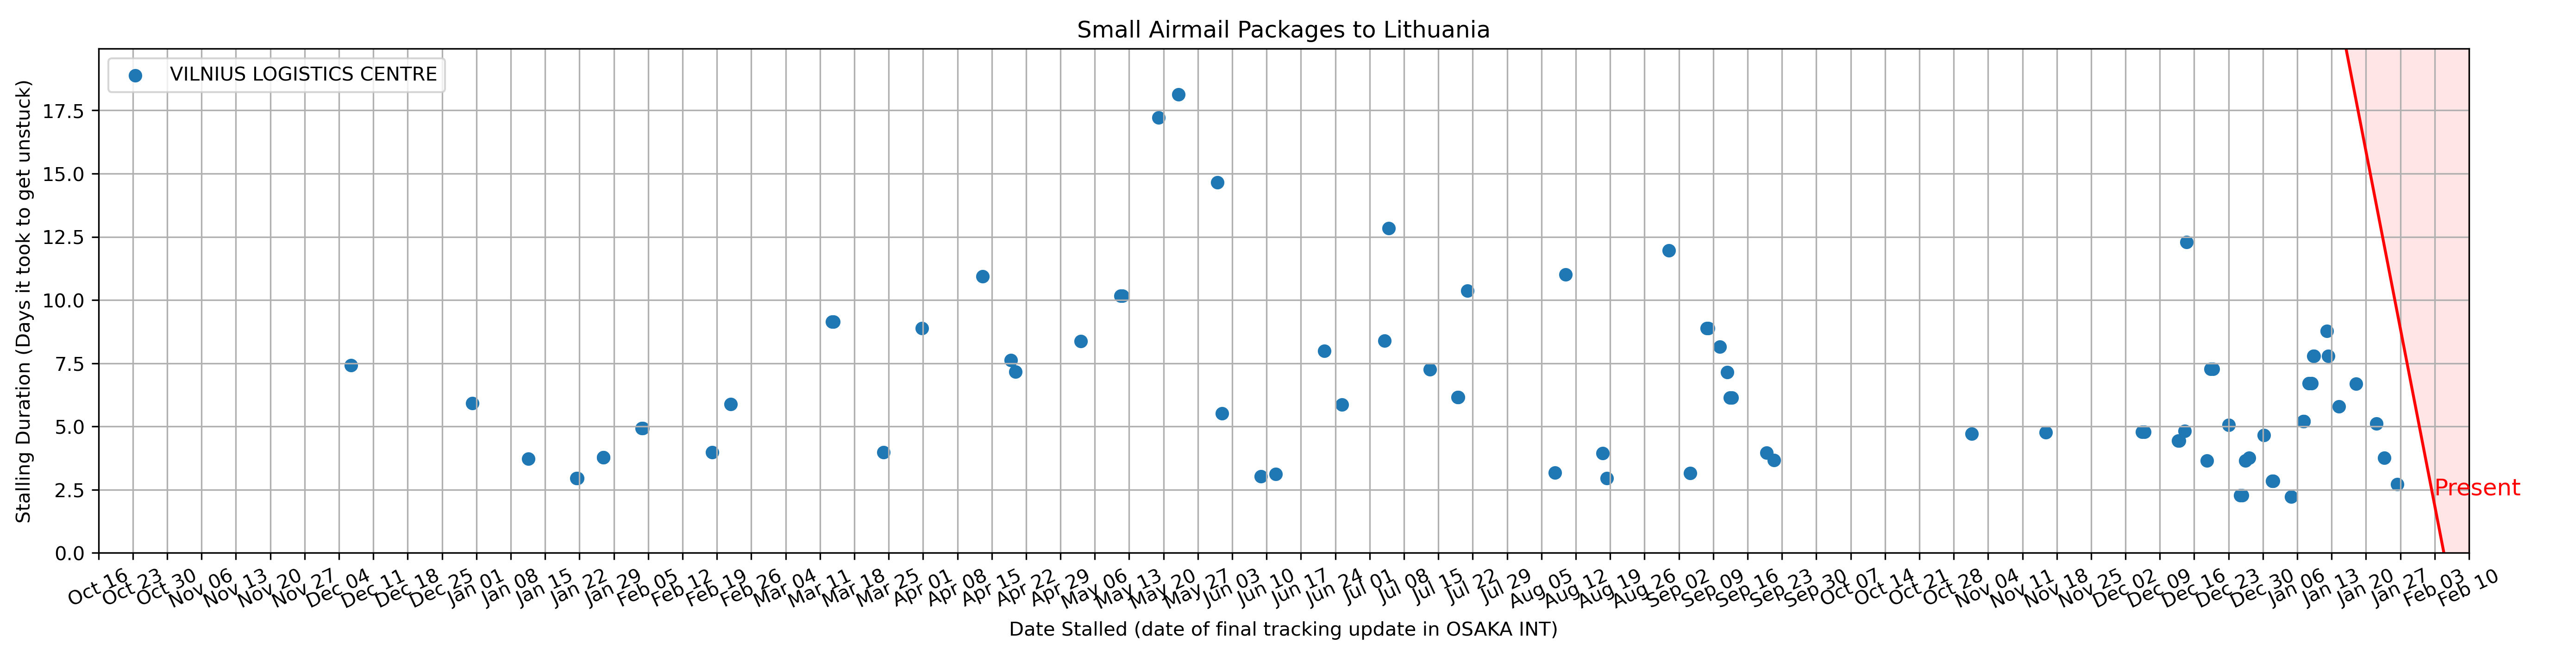 Small Airmail Packages to Lithuania
VILNIUS LOGISTICS CENTRE
Stalling Duration (Days it took to get unstuck)
17.5
15.0
12.5
10.0
7.5
5.0
2.5
0.0
Present
Oct 16
Oct 23
Oct 30
Nov 06
Nov 13
Nov 20
Nov 27
Dec 04
Dec 11
Dec 18
Dec 25
Jan 01
Jan 08
Jan 15
Jan 22
Jan 29
Feb 05
Feb 12
Feb 19
Feb 26
Mar 04
Mar 11
Mar 18
Mar 25
Apr 01
Apr 08
Apr 15
Apr 22
Apr 29
May 06
May 13
May 20
May 27
Jun 03
Jun 10
Jun 17
Jun 24
Jul 01
Jul 08
Jul 15
Jul 22
Jul 29
Aug 05
Aug 12
Aug 19
Aug 26
Sep 02
Sep 09
Sep 16
Sep 23
Sep 30
Oct 07
Oct 14
Oct 21
Oct 28
Nov 04
Nov 11
Nov 18
Nov 25
Dec 02
Dec 09
Dec 16
Dec 23
Dec 30
Jan 06
Jan 13
Jan 20
Jan 27
Feb 03
Feb 10
Date Stalled (date of final tracking update in OSAKA INT)